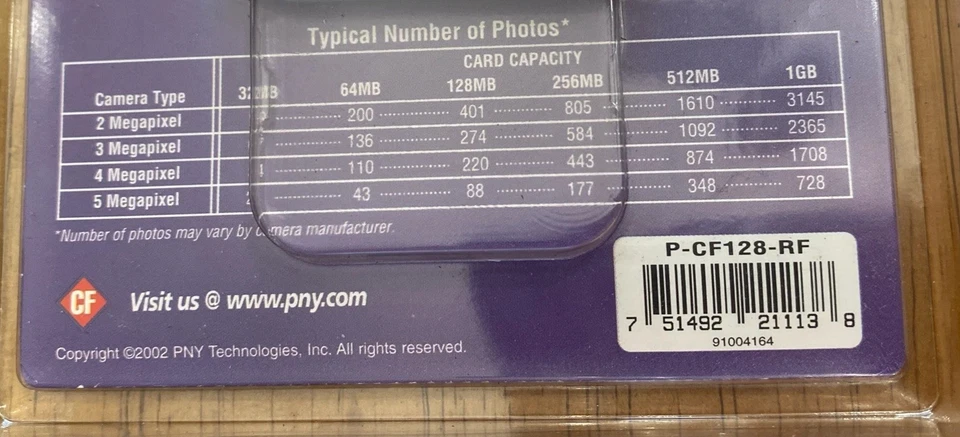 Typical Number of Photos*
CARD CAPACITY
Camera Type 64MB 128MB 256MB 512MB 1GB
2 Megapixel 200 401 805 1610 3145
3 Megapixel 136 274 584 1092 2365
4 Megapixel 110 220 443 874 1708
5 Megapixel 43 88 177 348 728
*Number of photos may vary by camera manufacturer.
CF Visit us @ www.pny.com
Copyright ©2002 PNY Technologies, Inc. All rights reserved.
P-CF128-RF
7 51492 21113 8
91004164